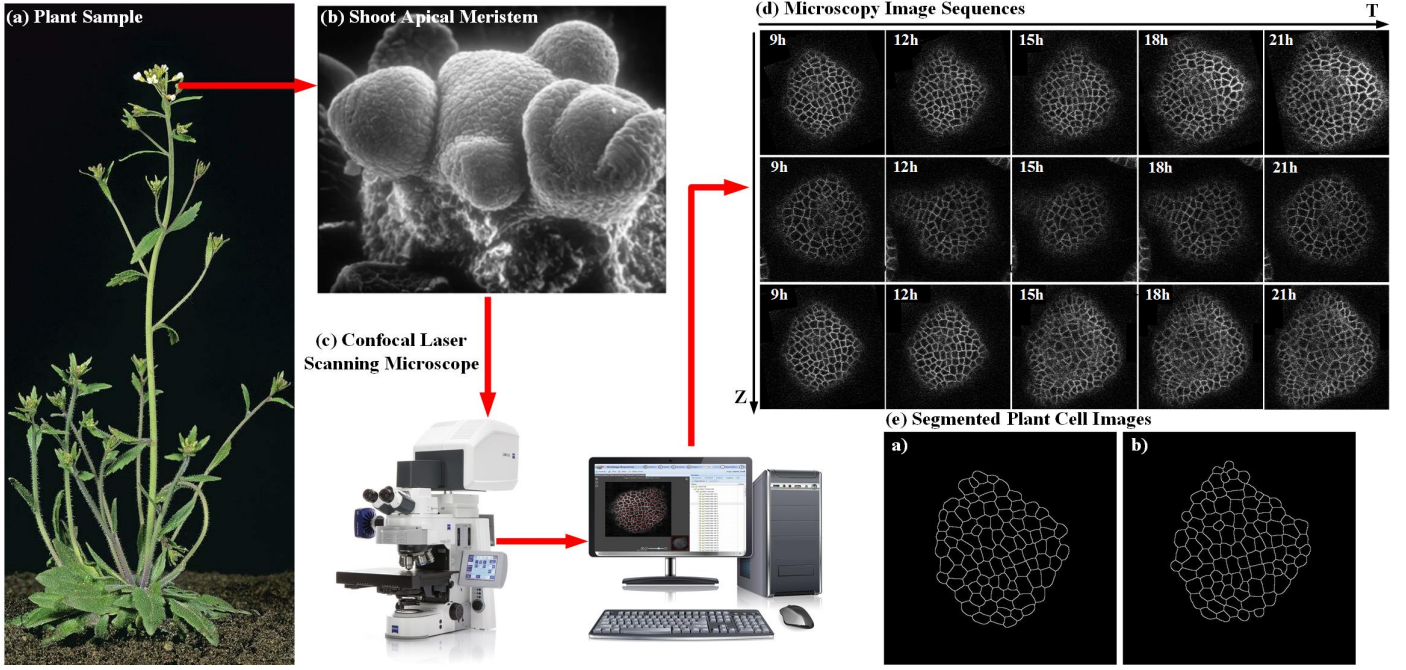 (a) Plant Sample
(b) Shoot Apical Meristem
(c) Confocal Laser
Scanning Microscope
(d) Microscopy Image Sequences
T
9h 12h 15h 18h 21h
9h 12h 15h 18h 21h
9h 12h 15h 18h 21h
Z
(e) Segmented Plant Cell Images
a) b)